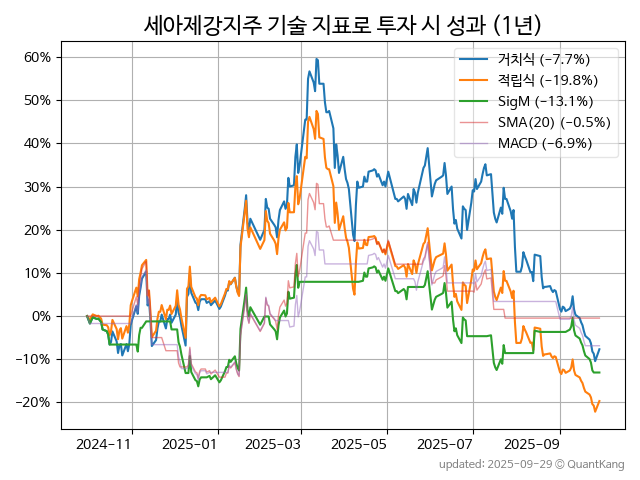 세아제강지주 기술 지표로 투자 시 성과 (1년)
60%
50%
40%
30%
20%
10%
0%
−10%
−20%
거치식 (−7.7%)
적립식 (−19.8%)
SigM (−13.1%)
SMA(20) (−0.5%)
MACD (−6.9%)
2024-11
2025-01
2025-03
2025-05
2025-07
2025-09
updated: 2025-09-29 © QuantKang